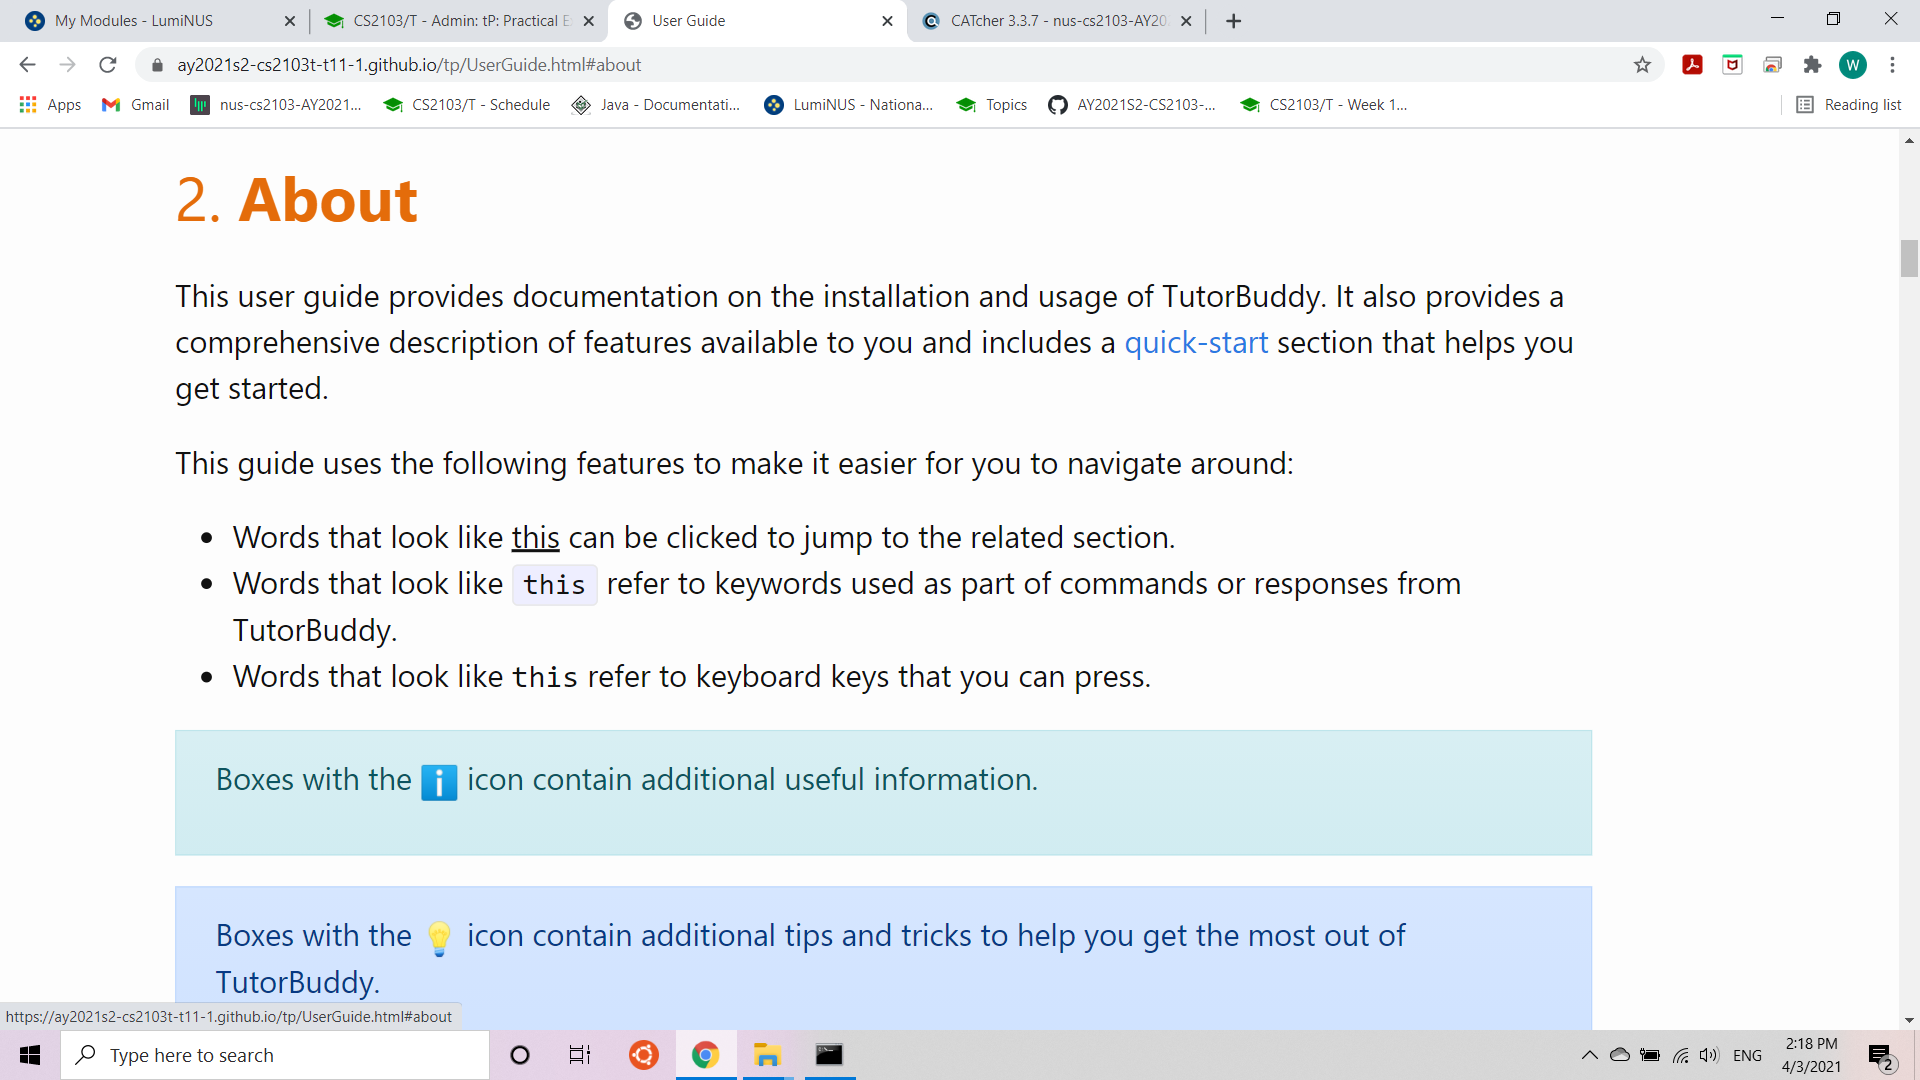 My Modules - LumiNUS
CS2103/T - Admin: tP: Practical E
User Guide
CATcher 3.3.7 - nus-cs2103-AY20
ay2021s2-cs2103t-t11-1.github.io/tp/UserGuide.html#about
W
Apps
Gmail
nus-cs2103-AY2021...
CS2103/T - Schedule
Java - Documentati...
LumiNUS - Nationa...
Topics
AY2021S2-CS2103-...
CS2103/T - Week 1...
Reading list
2. About
This user guide provides documentation on the installation and usage of TutorBuddy. It also provides a
comprehensive description of features available to you and includes a quick-start section that helps you
get started.
This guide uses the following features to make it easier for you to navigate around:
• Words that look like this can be clicked to jump to the related section.
• Words that look like this refer to keywords used as part of commands or responses from
TutorBuddy.
• Words that look like this refer to keyboard keys that you can press.
Boxes with the ℹ️ icon contain additional useful information.
Boxes with the 💡 icon contain additional tips and tricks to help you get the most out of
TutorBuddy.
https://ay2021s2-cs2103t-t11-1.github.io/tp/UserGuide.html#about
Type here to search
ENG
2:18 PM
4/3/2021
2